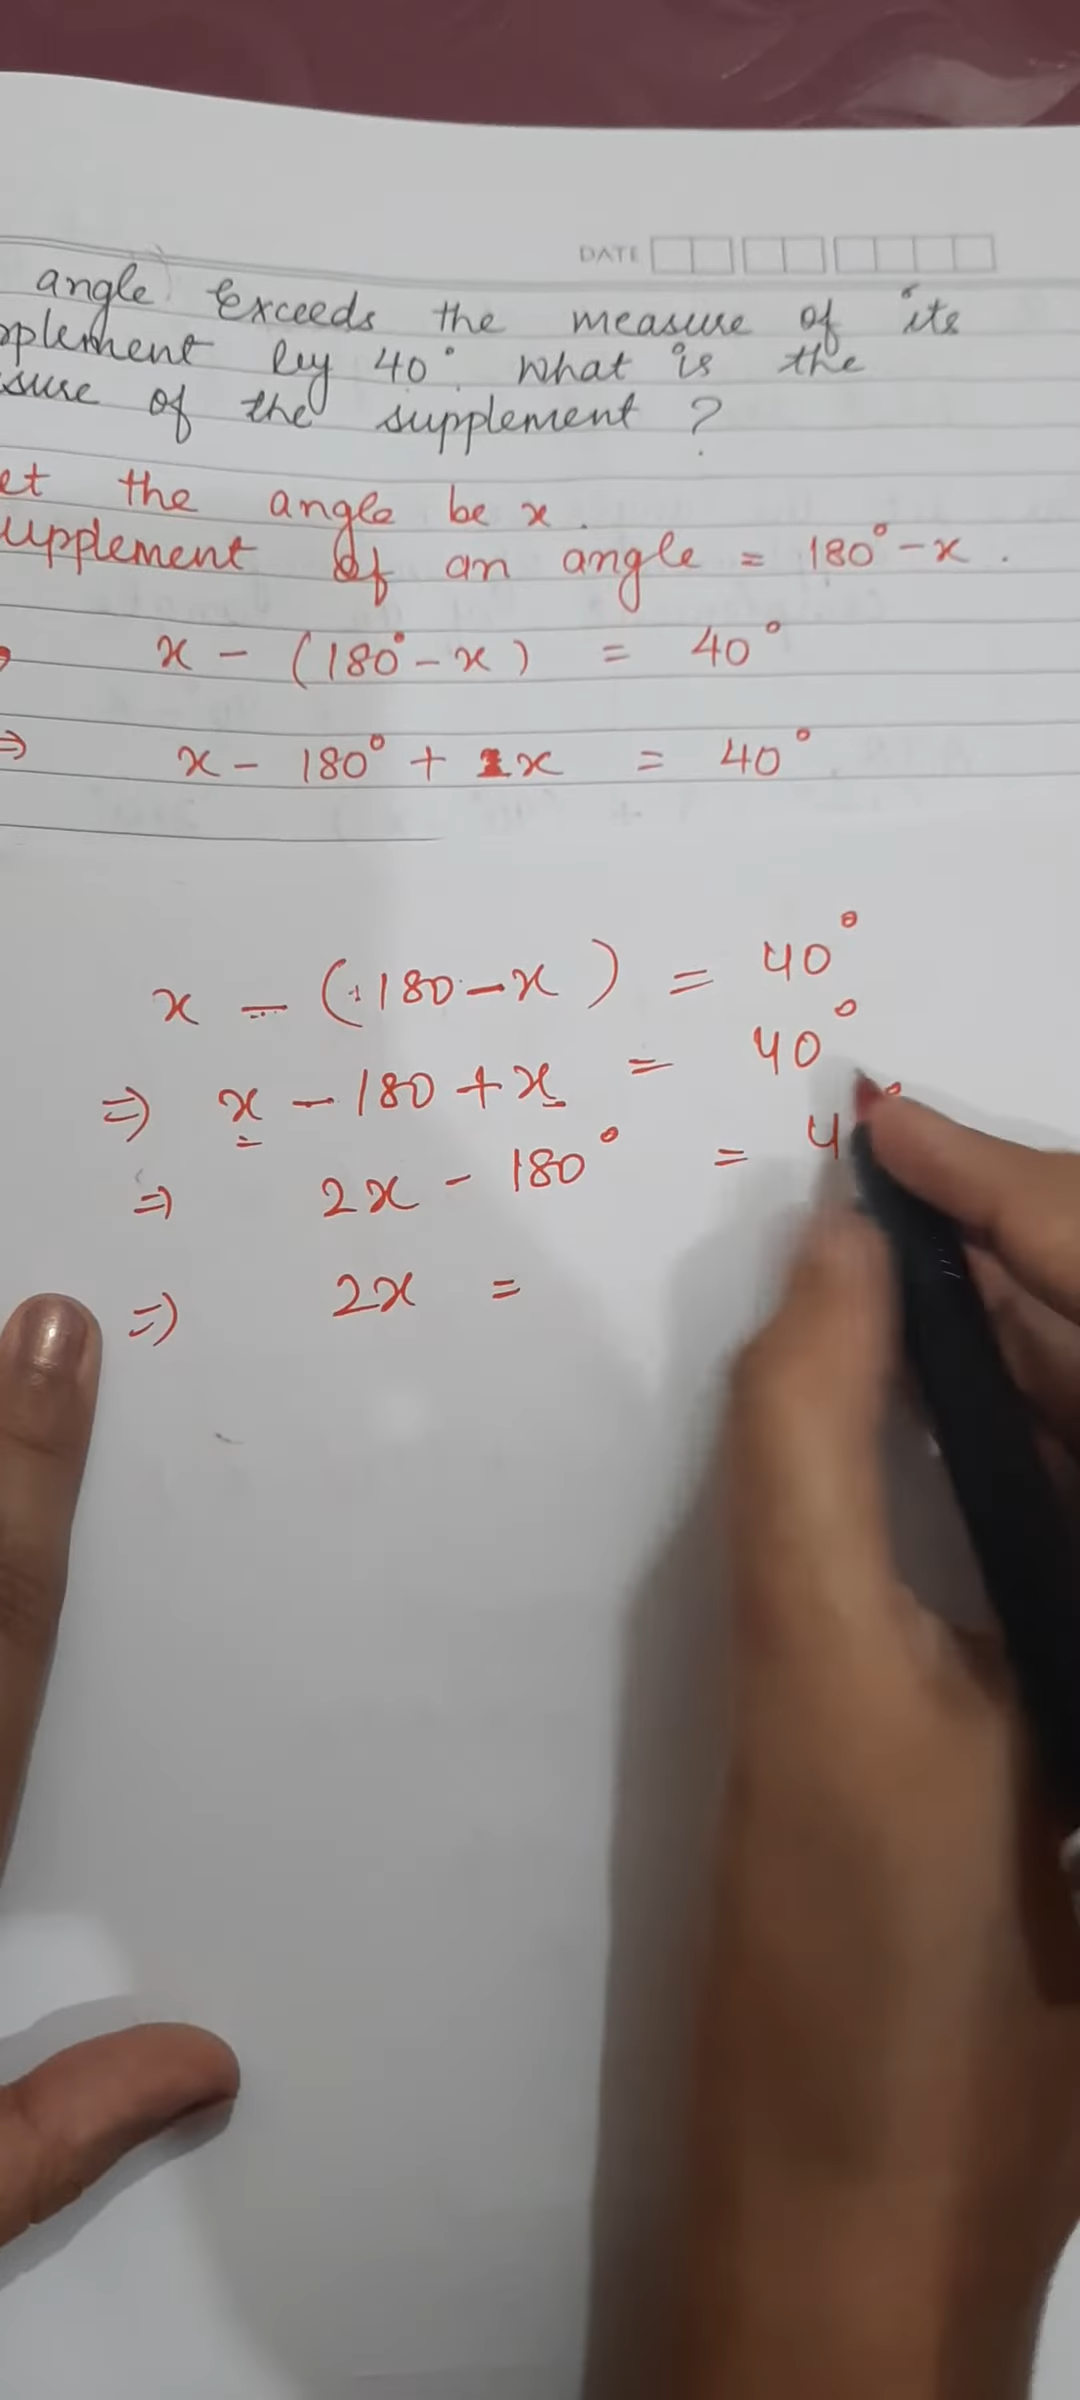 DATE
angle Exceeds the measure of its
plement by 40°. What is the
sure of the supplement ?
et the angle be x.
upplement of an angle = 180° - x.
x - (180° - x) = 40°
⇒ x - 180° + x = 40°
x - (180 - x) = 40°
⇒ x - 180 + x = 40°
⇒ 2x - 180° = 4
⇒ 2x =